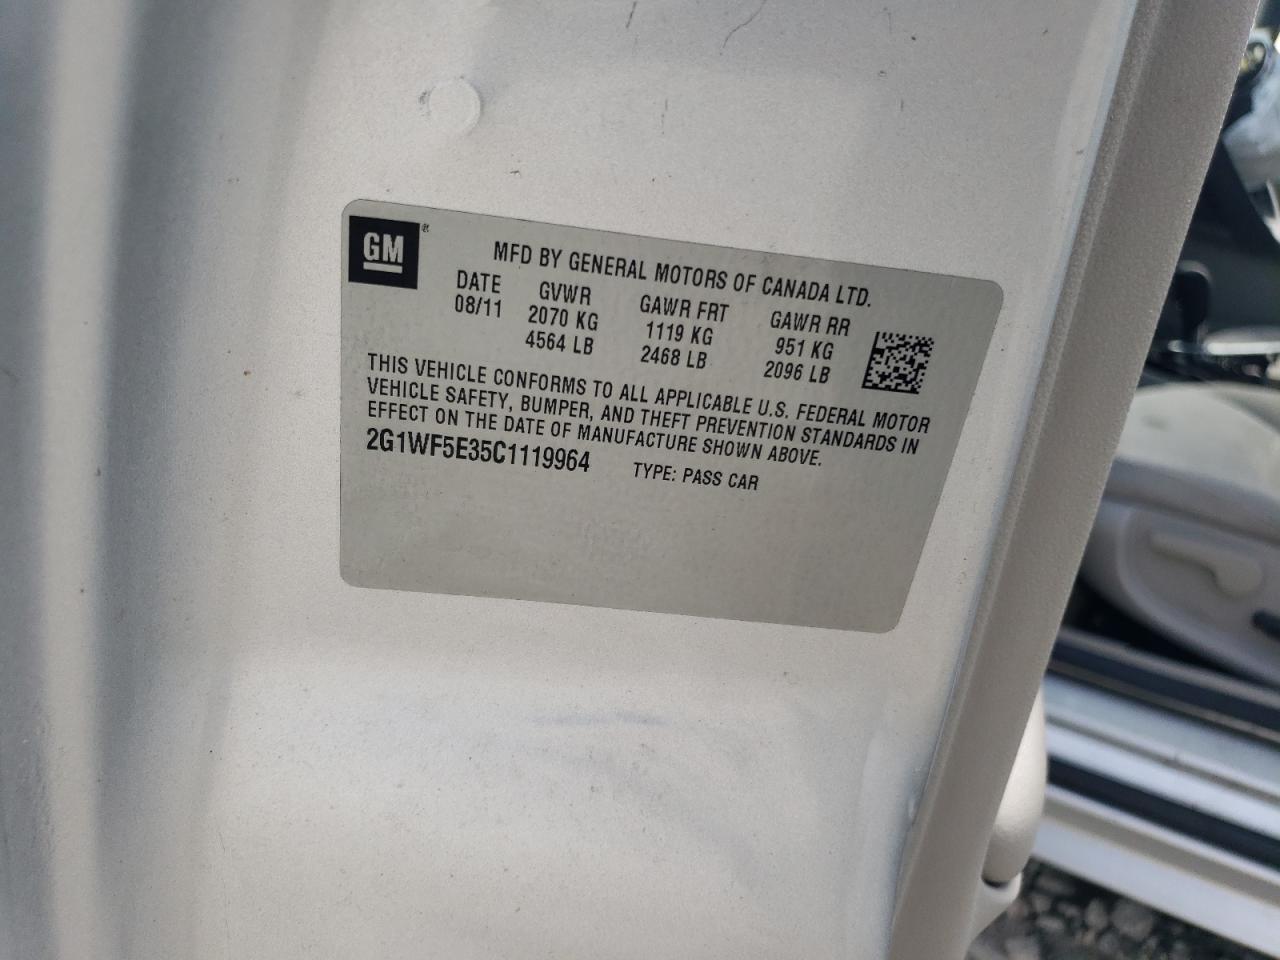 GM®
MFD BY GENERAL MOTORS OF CANADA LTD.
DATE GVWR GAWR FRT GAWR RR
08/11 2070 KG 1119 KG 951 KG
4564 LB 2468 LB 2096 LB
THIS VEHICLE CONFORMS TO ALL APPLICABLE U.S. FEDERAL MOTOR
VEHICLE SAFETY, BUMPER, AND THEFT PREVENTION STANDARDS IN
EFFECT ON THE DATE OF MANUFACTURE SHOWN ABOVE.
2G1WF5E35C1119964 TYPE: PASS CAR